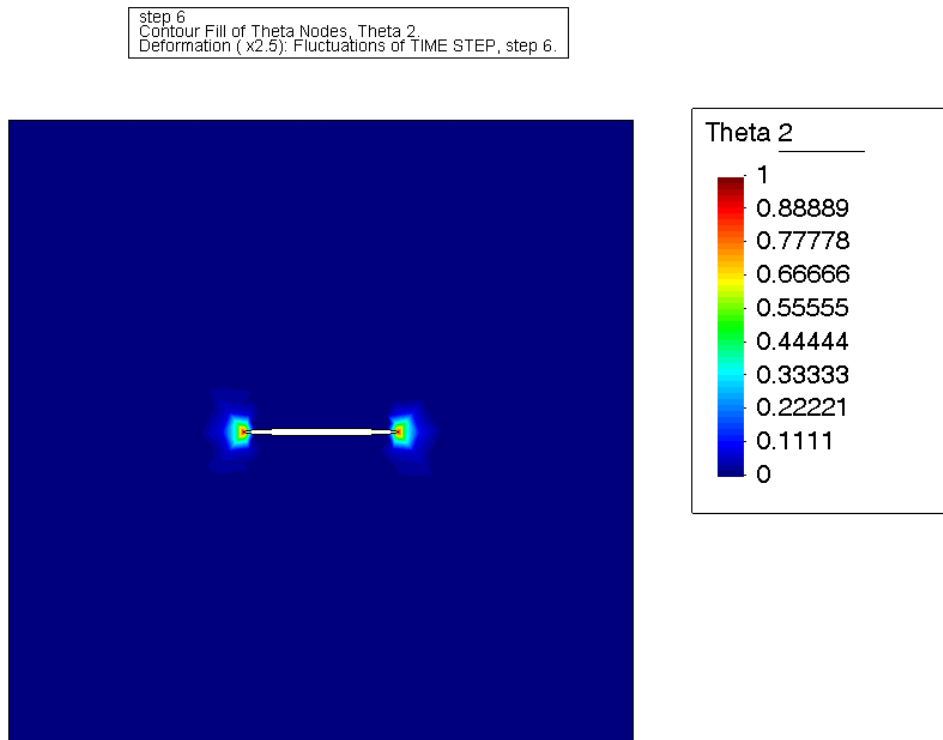 step 6
Contour Fill of Theta Nodes, Theta 2.
Deformation ( x2.5): Fluctuations of TIME STEP, step 6.
Theta 2
1
0.88889
0.77778
0.66666
0.55555
0.44444
0.33333
0.22221
0.1111
0